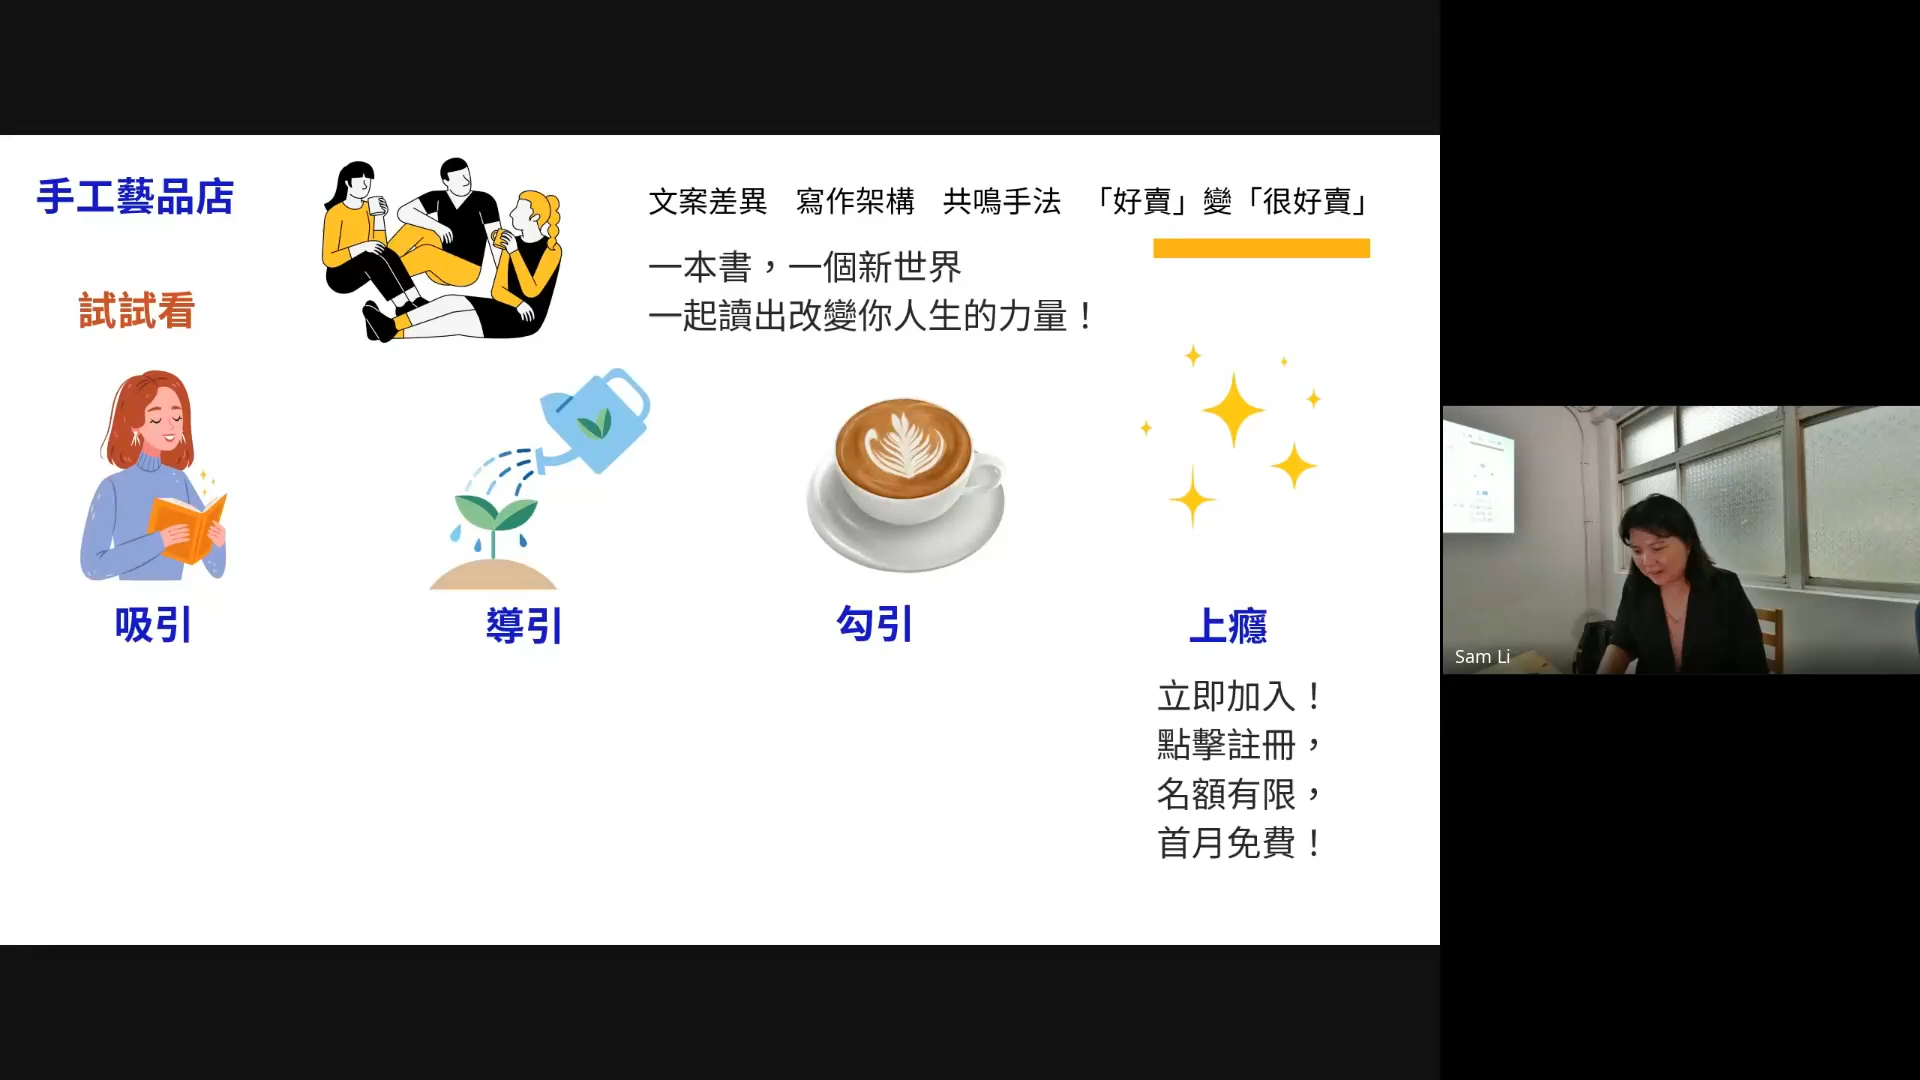 手工藝品店
文案差異 寫作架構 共鳴手法 「好賣」變「很好賣」
一本書，一個新世界
一起讀出改變你人生的力量！
試試看
吸引
導引
勾引
上癮
立即加入！
點擊註冊，
名額有限，
首月免費！
Sam Li